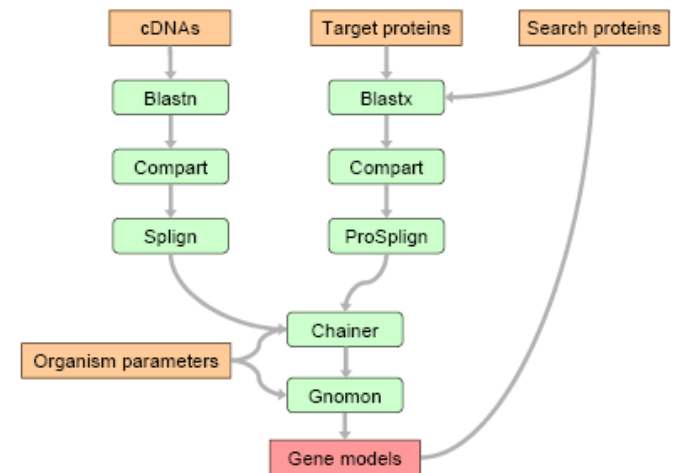 cDNAs
Target proteins
Search proteins
Blastn
Blastx
Compart
Compart
Splign
ProSplign
Chainer
Organism parameters
Gnomon
Gene models